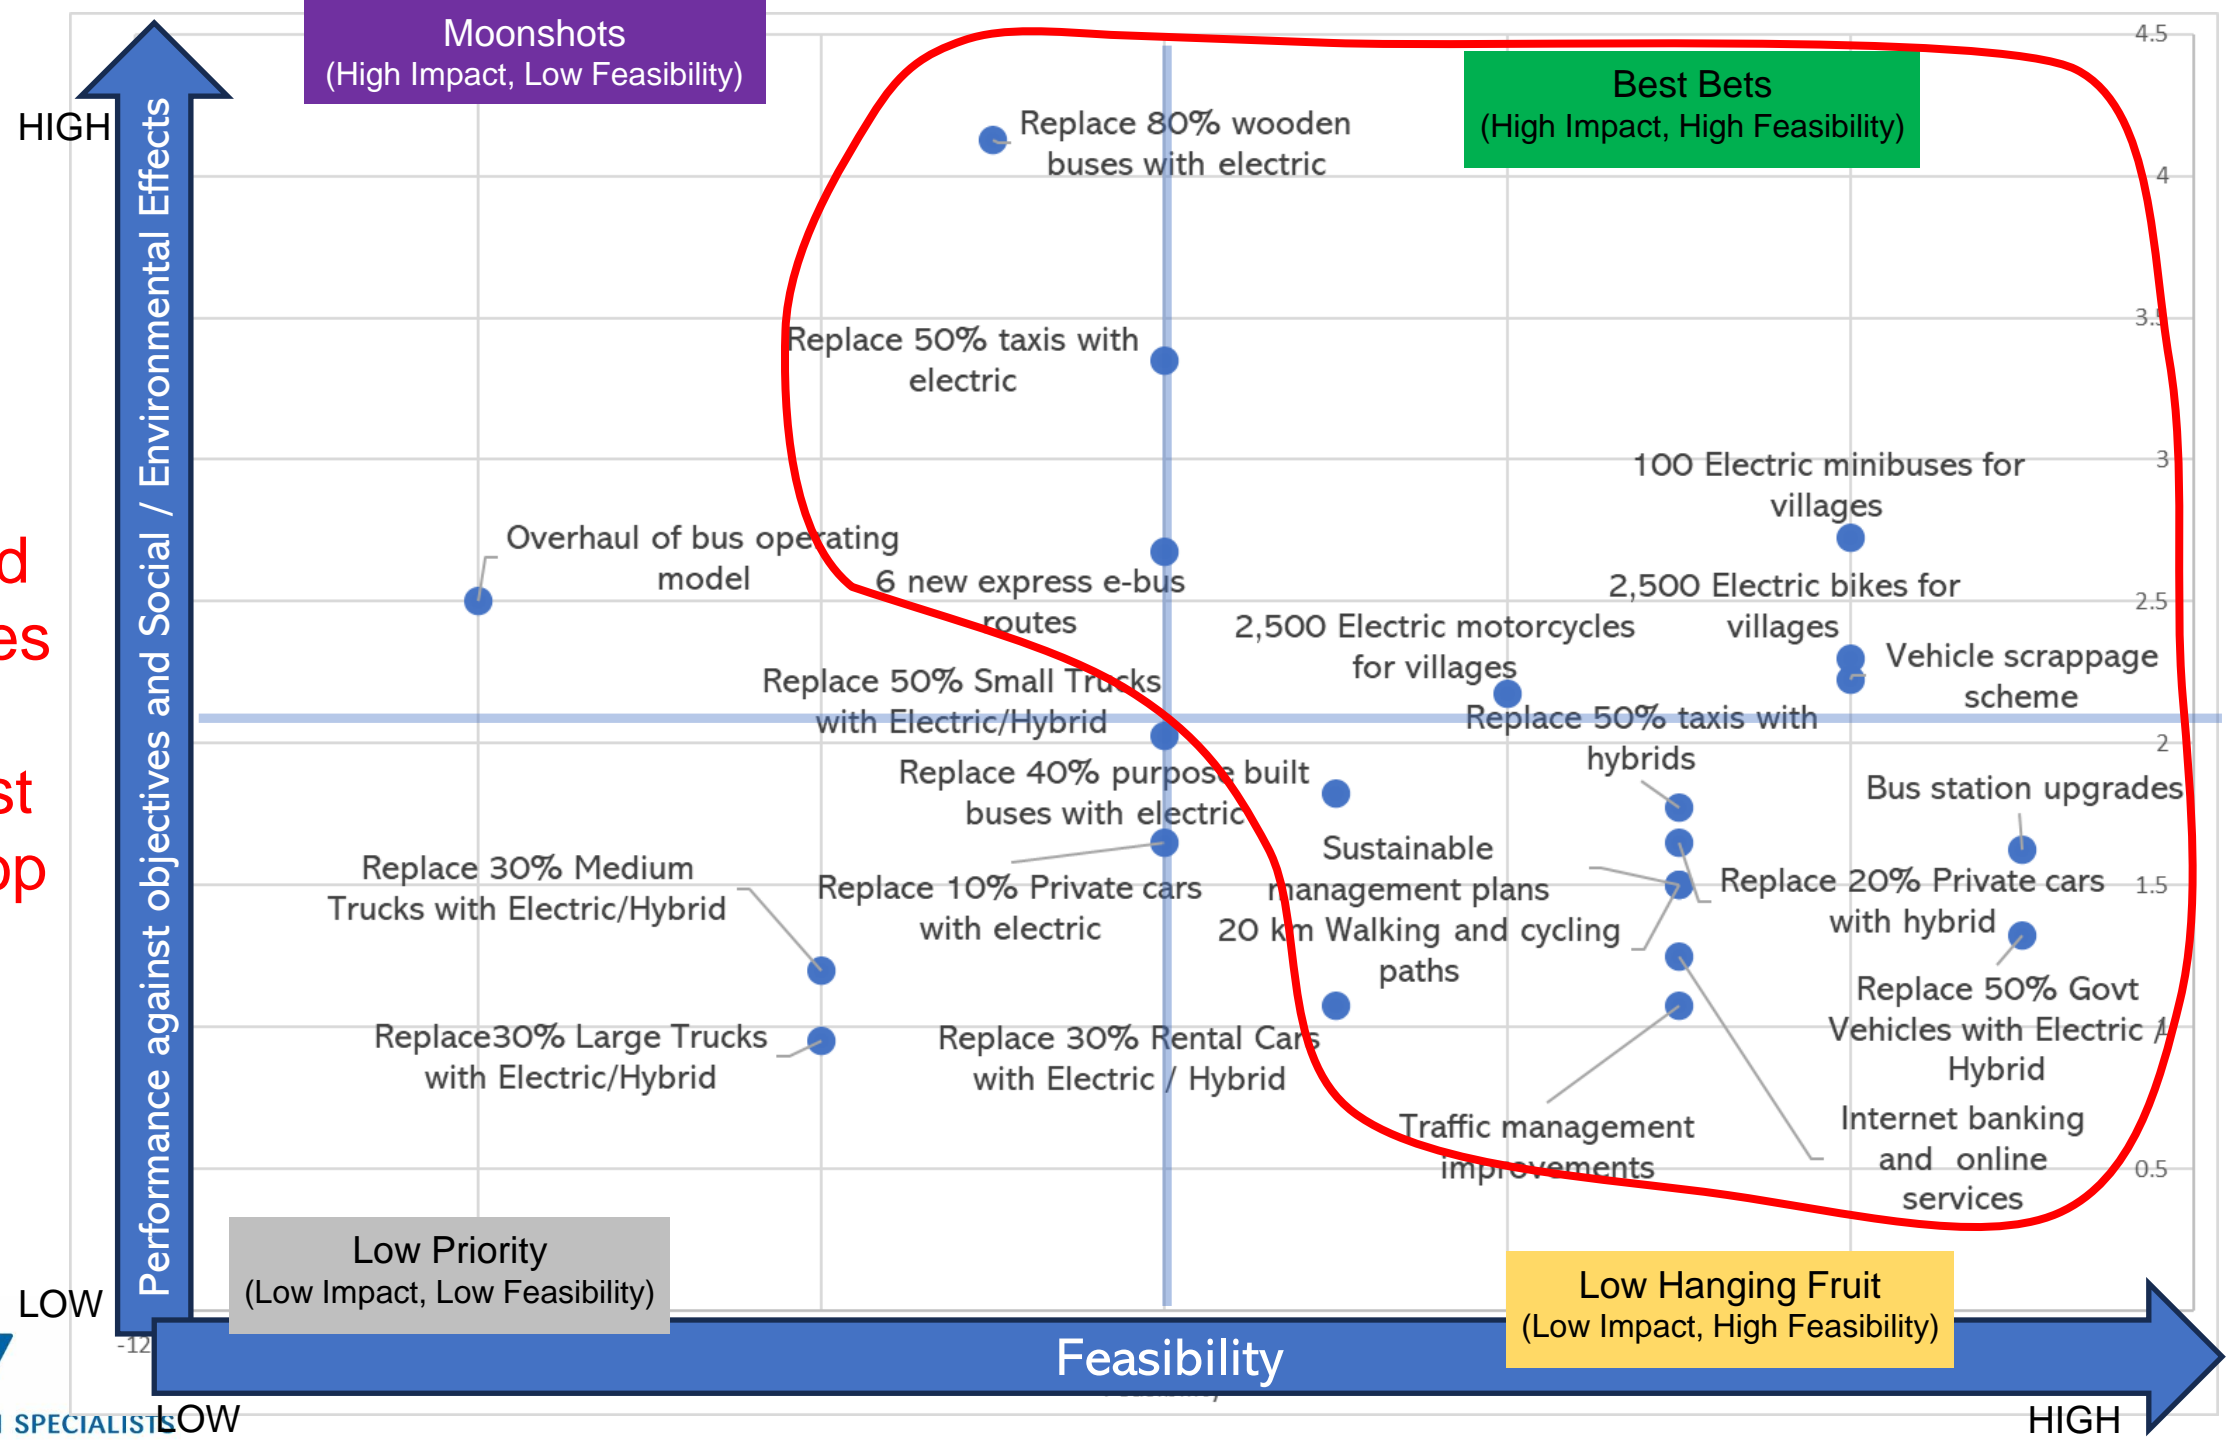 Moonshots
(High Impact, Low Feasibility)
Best Bets
(High Impact, High Feasibility)
4.5
4
3.5
3
2.5
2
1.5
1
0.5
HIGH
Performance against objectives and Social / Environmental Effects
Replace 80% wooden
buses with electric
Replace 50% taxis with
electric
100 Electric minibuses for
villages
Overhaul of bus operating
model
6 new express e-bus
routes
2,500 Electric bikes for
villages
2,500 Electric motorcycles
for villages
Vehicle scrappage
scheme
Replace 50% Small Trucks
with Electric/Hybrid
Replace 50% taxis with
hybrids
Replace 40% purpose built
buses with electric
Bus station upgrades
Sustainable
management plans
Replace 30% Medium
Trucks with Electric/Hybrid
Replace 10% Private cars
with electric
Replace 20% Private cars
with hybrid
20 km Walking and cycling
paths
Replace 50% Govt
Vehicles with Electric /
Hybrid
Replace30% Large Trucks
with Electric/Hybrid
Replace 30% Rental Cars
with Electric / Hybrid
Traffic management
improvements
Internet banking
and online
services
d
es
st
op
Low Priority
(Low Impact, Low Feasibility)
Low Hanging Fruit
(Low Impact, High Feasibility)
LOW
-12
Feasibility
SPECIALISTS
LOW
HIGH